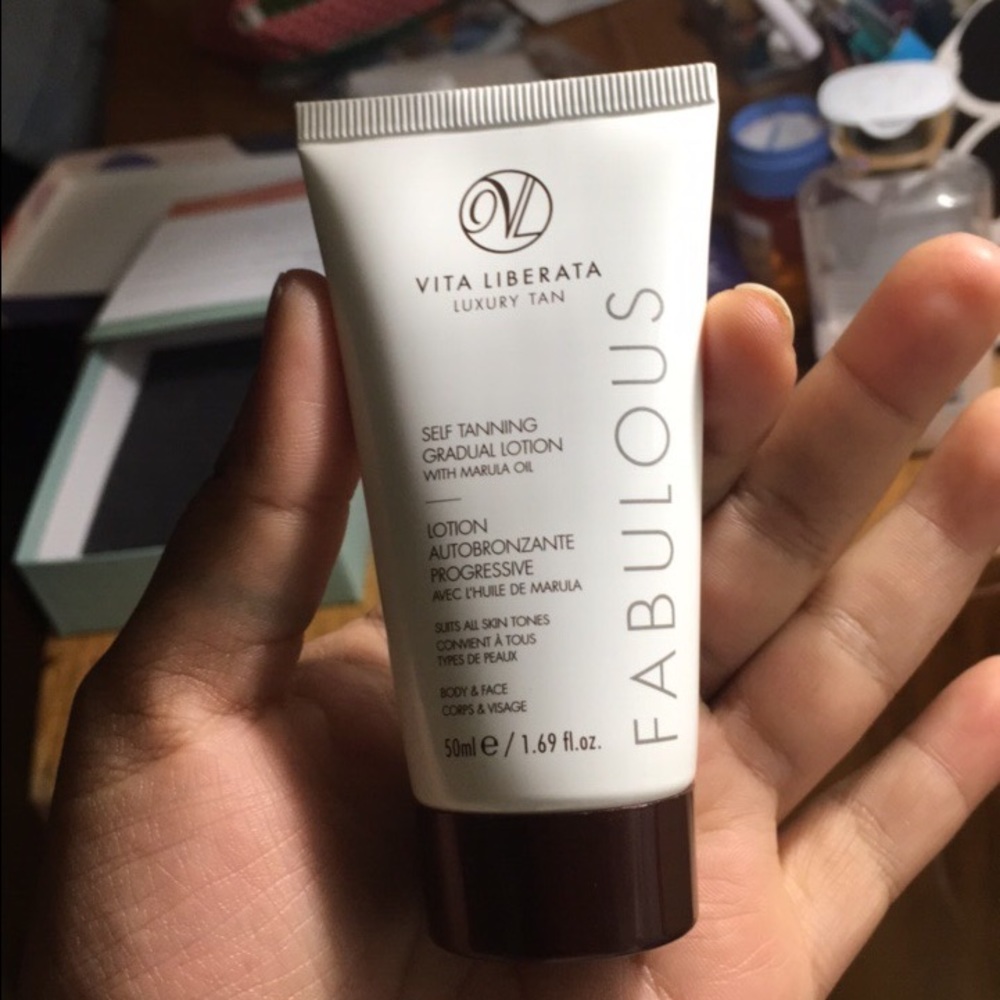 VL
VITA LIBERATA
LUXURY TAN
SELF TANNING
GRADUAL LOTION
WITH MARULA OIL
LOTION
AUTOBRONZANTE
PROGRESSIVE
AVEC L'HUILE DE MARULA
SUITS ALL SKIN TONES
CONVIENT À TOUS
TYPES DE PEAUX
BODY & FACE
CORPS & VISAGE
50ml e / 1.69 fl.oz.
FABULOUS